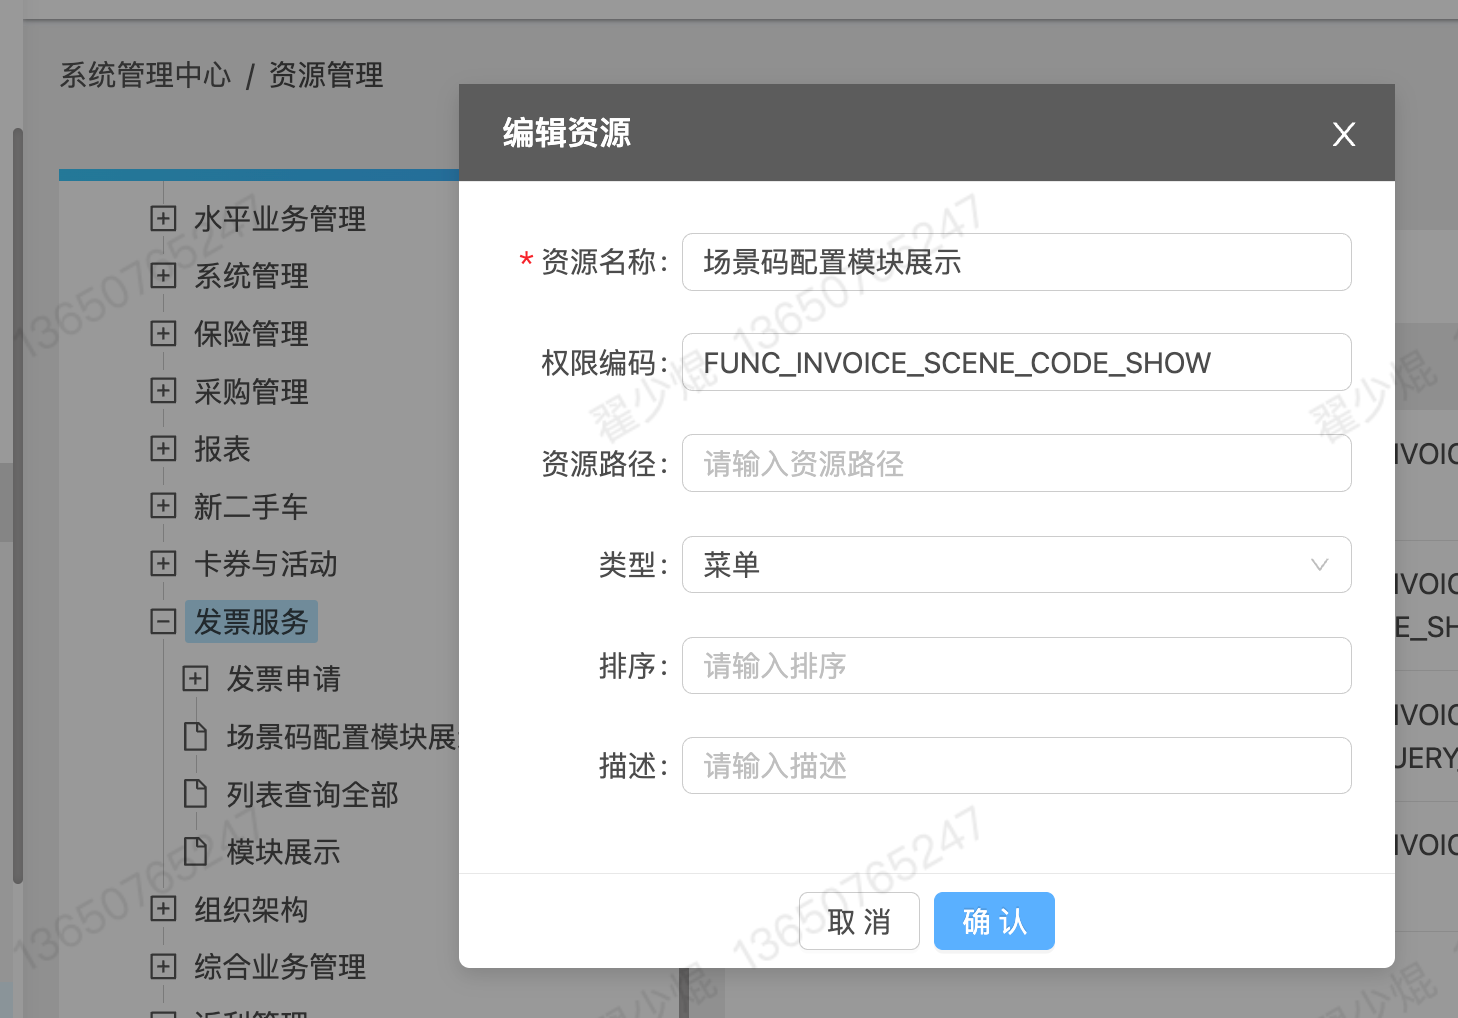 系统管理中心 / 资源管理
水平业务管理
系统管理
保险管理
采购管理
报表
新二手车
卡券与活动
发票服务
发票申请
场景码配置模块展
列表查询全部
模块展示
组织架构
综合业务管理
编辑资源
* 资源名称: 场景码配置模块展示
权限编码: FUNC_INVOICE_SCENE_CODE_SHOW
资源路径: 请输入资源路径
类型: 菜单
排序: 请输入排序
描述: 请输入描述
取 消
确 认
翟少焜 13650765247
13650765247
翟少焜
13650765247
翟少焜 13650765247
翟少焜